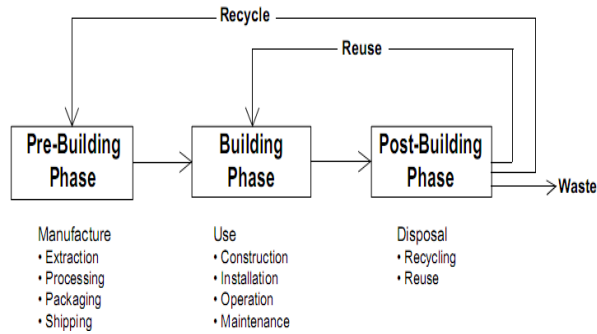 Recycle
Reuse
Pre-Building
Phase
Building
Phase
Post-Building
Phase
Waste
Manufacture
• Extraction
• Processing
• Packaging
• Shipping
Use
• Construction
• Installation
• Operation
• Maintenance
Disposal
• Recycling
• Reuse